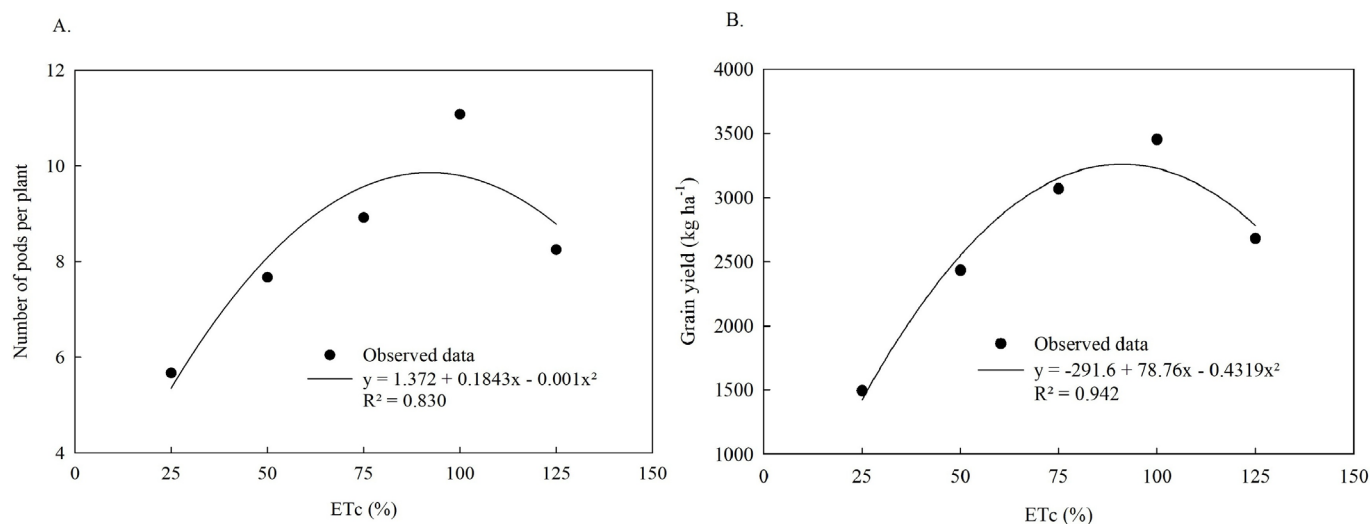 A.
12
10
8
6
4
Number of pods per plant
Observed data
y = 1.372 + 0.1843x - 0.001x²
R² = 0.830
0 25 50 75 100 125 150
ETc (%)
B.
4000
3500
3000
2500
2000
1500
1000
Grain yield (kg ha⁻¹)
Observed data
y = -291.6 + 78.76x - 0.4319x²
R² = 0.942
0 25 50 75 100 125 150
ETc (%)